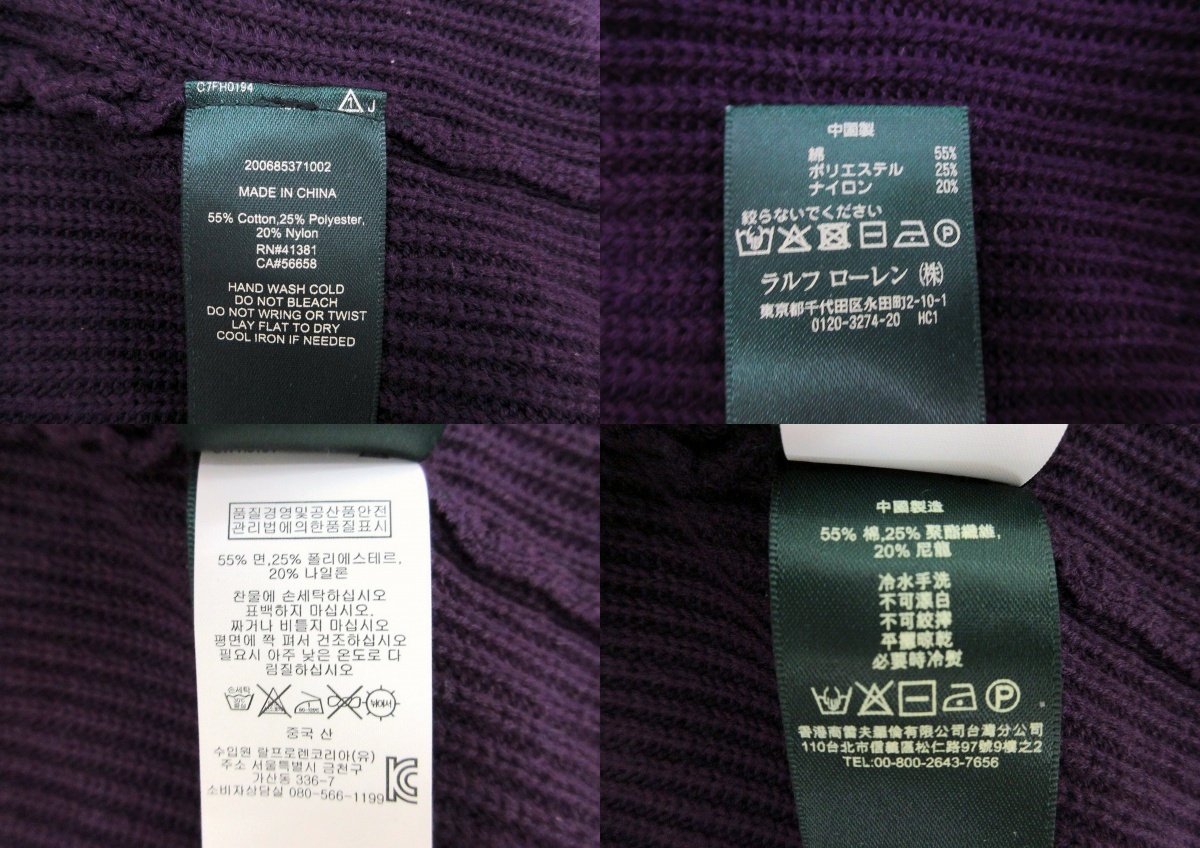 C7FH0194
1 J
200685371002
MADE IN CHINA
55% Cotton,25% Polyester,
20% Nylon
RN#41381
CA#56658
HAND WASH COLD
DO NOT BLEACH
DO NOT WRING OR TWIST
LAY FLAT TO DRY
COOL IRON IF NEEDED
中国製
綿 55%
ポリエステル 25%
ナイロン 20%
絞らないでください
P
ラルフ ローレン (株)
東京都千代田区永田町2-10-1
0120-3274-20 HC1
품질경영및공산품안전
관리법에의한품질표시
55% 면,25% 폴리에스테르,
20% 나일론
찬물에 손세탁하십시오
표백하지 마십시오.
짜거나 비틀지 마십시오
평면에 쫙 펴서 건조하십시오
필요시 아주 낮은 온도로 다
림질하십시오
손세탁
뉘어서
중국 산
수입원 랄프로렌코리아(유)
주소 서울특별시 금천구
가산동 336-7
소비자상담실 080-566-1199
中國製造
55% 棉,25% 聚酯纖維,
20% 尼龍
冷水手洗
不可漂白
不可絞擰
平攤晾乾
必要時冷熨
P
香港商雷夫羅倫有限公司台灣分公司
110台北市信義區松仁路97號9樓之2
TEL:00-800-2643-7656